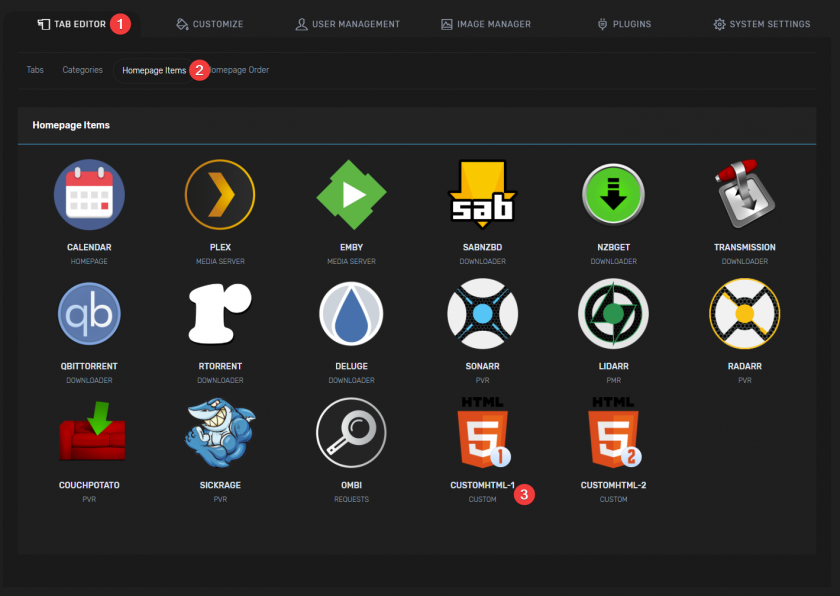 TAB EDITOR 1 CUSTOMIZE USER MANAGEMENT IMAGE MANAGER PLUGINS SYSTEM SETTINGS
Tabs Categories Homepage Items 2 omepage Order
Homepage Items
sab
CALENDAR PLEX EMBY SABNZBD NZBGET TRANSMISSION
HOMEPAGE MEDIA SERVER MEDIA SERVER DOWNLOADER DOWNLOADER DOWNLOADER
qb r
QBITTORRENT RTORRENT DELUGE SONARR LIDARR RADARR
DOWNLOADER DOWNLOADER DOWNLOADER PVR PMR PVR
HTML HTML
5 1 5 2
COUCHPOTATO SICKRAGE OMBI CUSTOMHTML-1 CUSTOMHTML-2
PVR PVR REQUESTS CUSTOM 3 CUSTOM